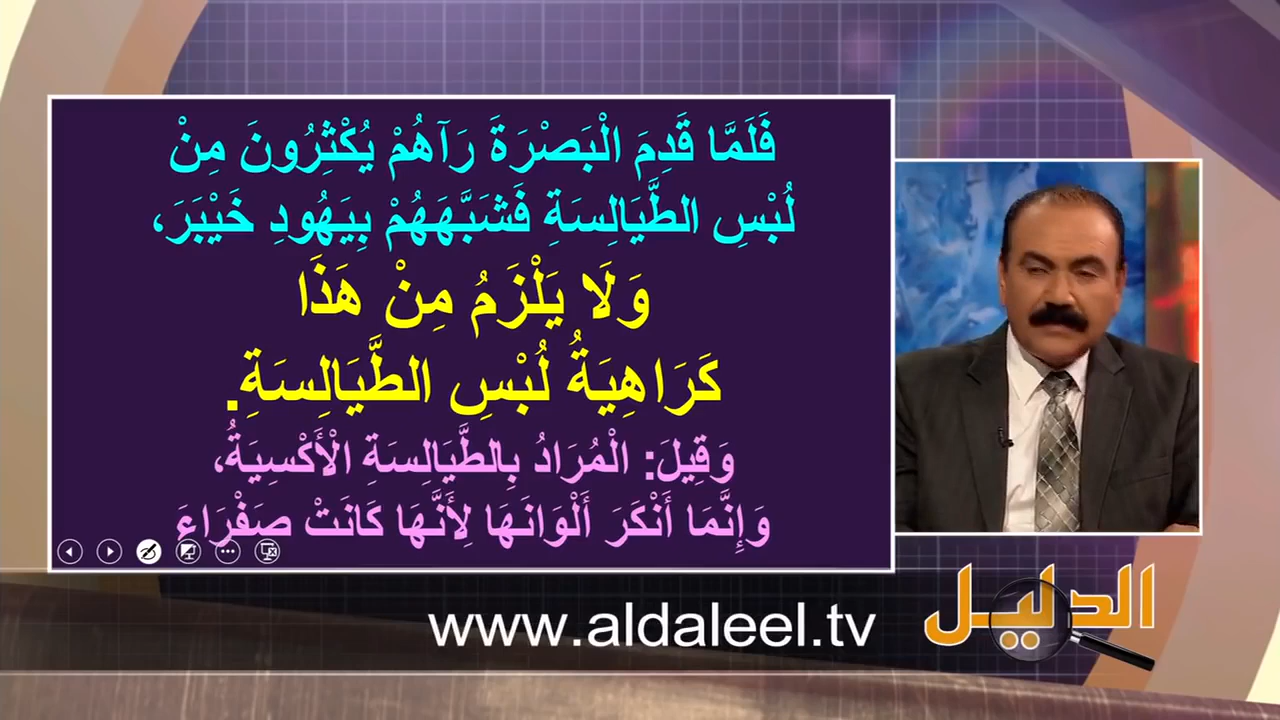 فَلَمَّا قَدِمَ الْبَصْرَةَ رَآهُمْ يُكْثِرُونَ مِنْ
لُبْسِ الطَّيَالِسَةِ فَشَبَّهَهُمْ بِيَهُودِ خَيْبَرَ،
وَلَا يَلْزَمُ مِنْ هَذَا
كَرَاهِيَةُ لُبْسِ الطَّيَالِسَةِ.
وَقِيلَ: الْمُرَادُ بِالطَّيَالِسَةِ الْأَكْسِيَةُ،
وَإِنَّمَا أَنْكَرَ أَلْوَانَهَا لِأَنَّهَا كَانَتْ صَفْرَاءَ
www.aldaleel.tv
الدليل